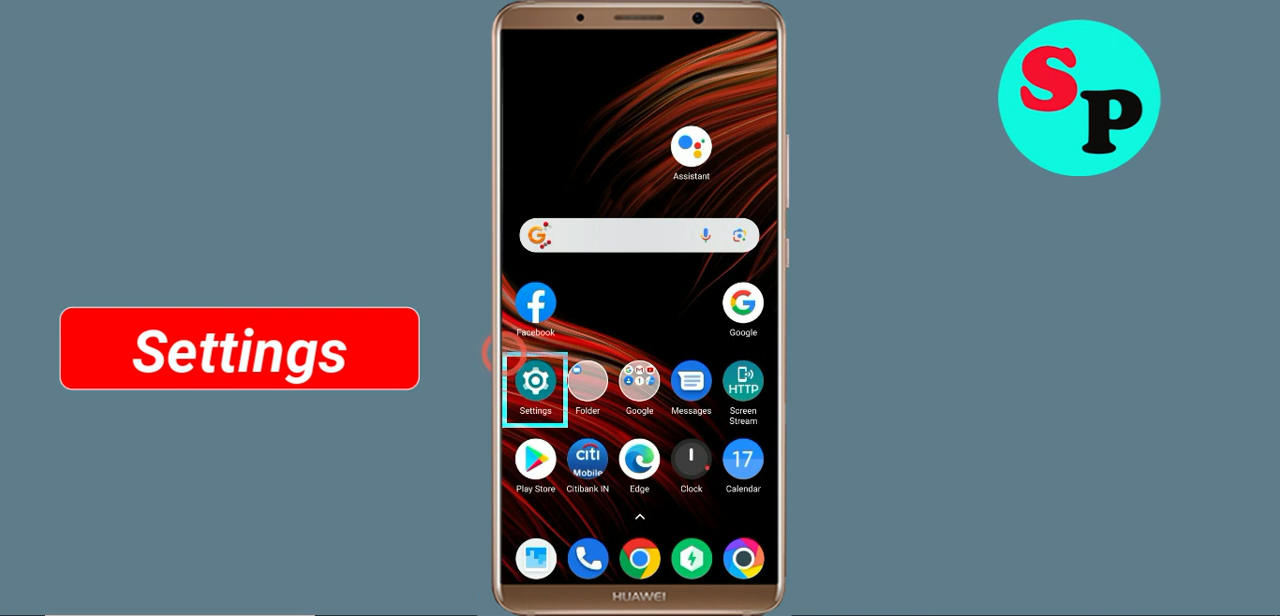 SP
Assistant
G
Facebook
Google
Settings
HTTP
Settings
Folder
Google
Messages
Screen
Stream
citi
Mobile
17
Play Store
Citibank IN
Edge
Clock
Calendar
HUAWEI